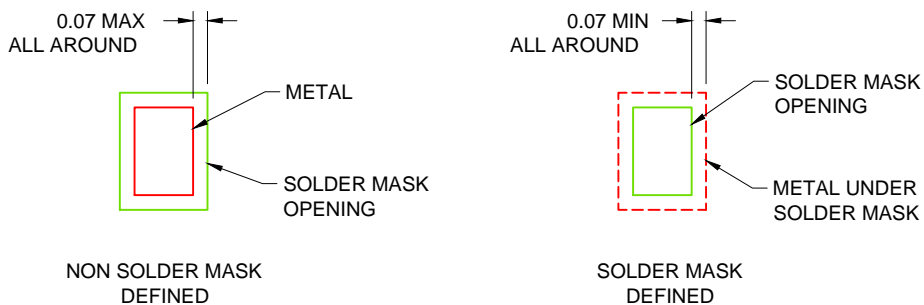 0.07 MAX
ALL AROUND
METAL
SOLDER MASK
OPENING
NON SOLDER MASK
DEFINED
0.07 MIN
ALL AROUND
SOLDER MASK
OPENING
METAL UNDER
SOLDER MASK
SOLDER MASK
DEFINED